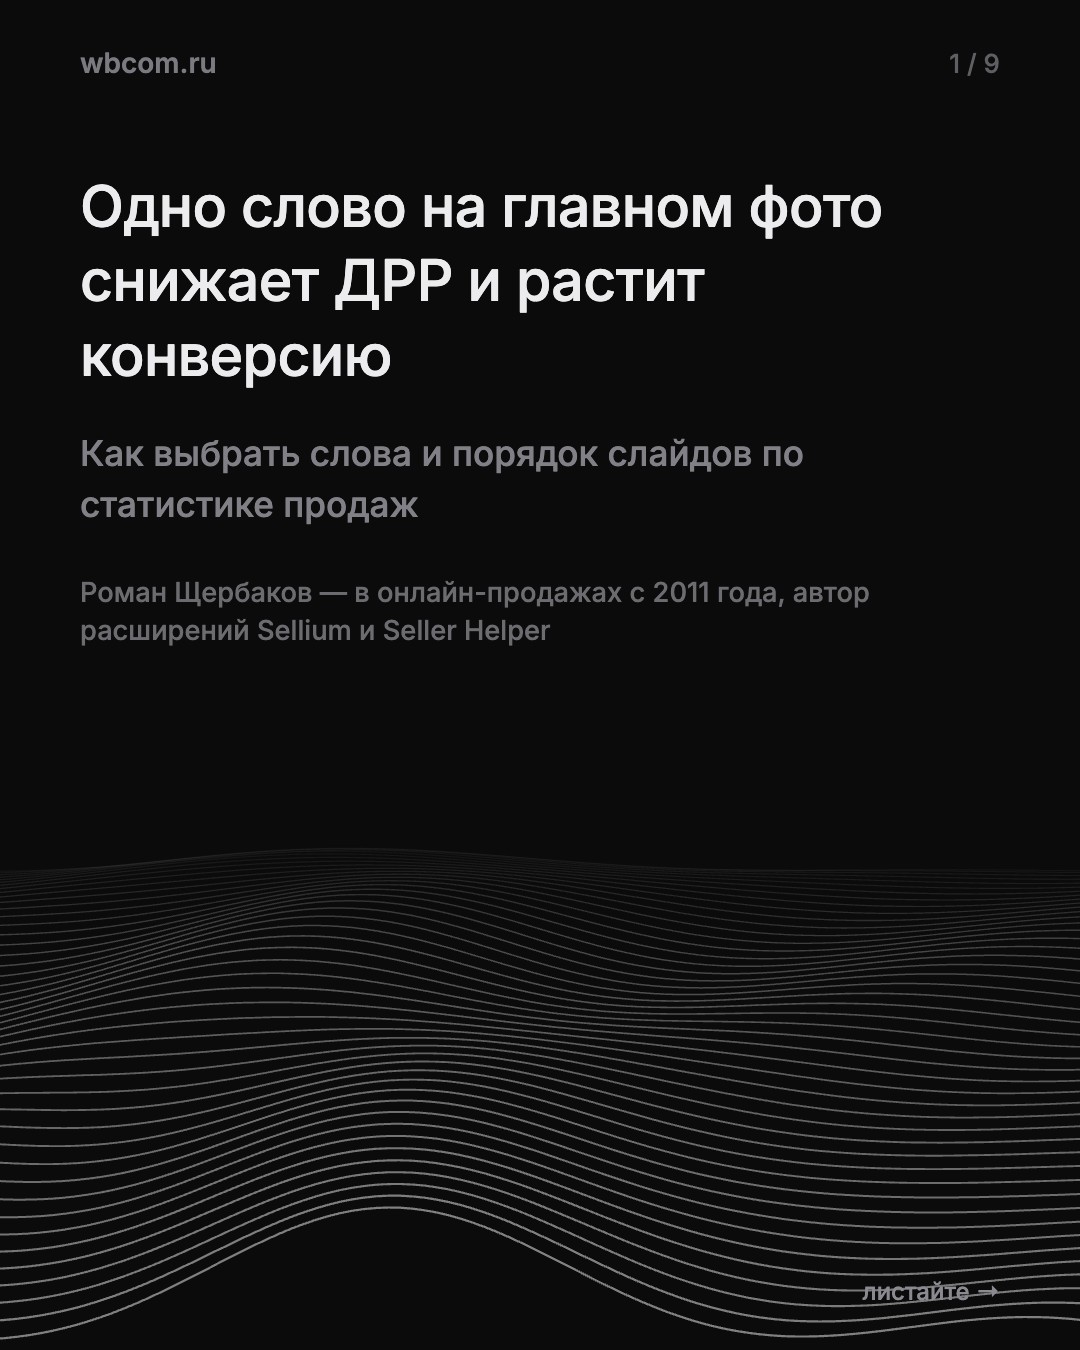 wbcom.ru
1 / 9
Одно слово на главном фото
снижает ДРР и растит
конверсию
Как выбрать слова и порядок слайдов по
статистике продаж
Роман Щербаков — в онлайн-продажах с 2011 года, автор
расширений Sellium и Seller Helper
листайте →